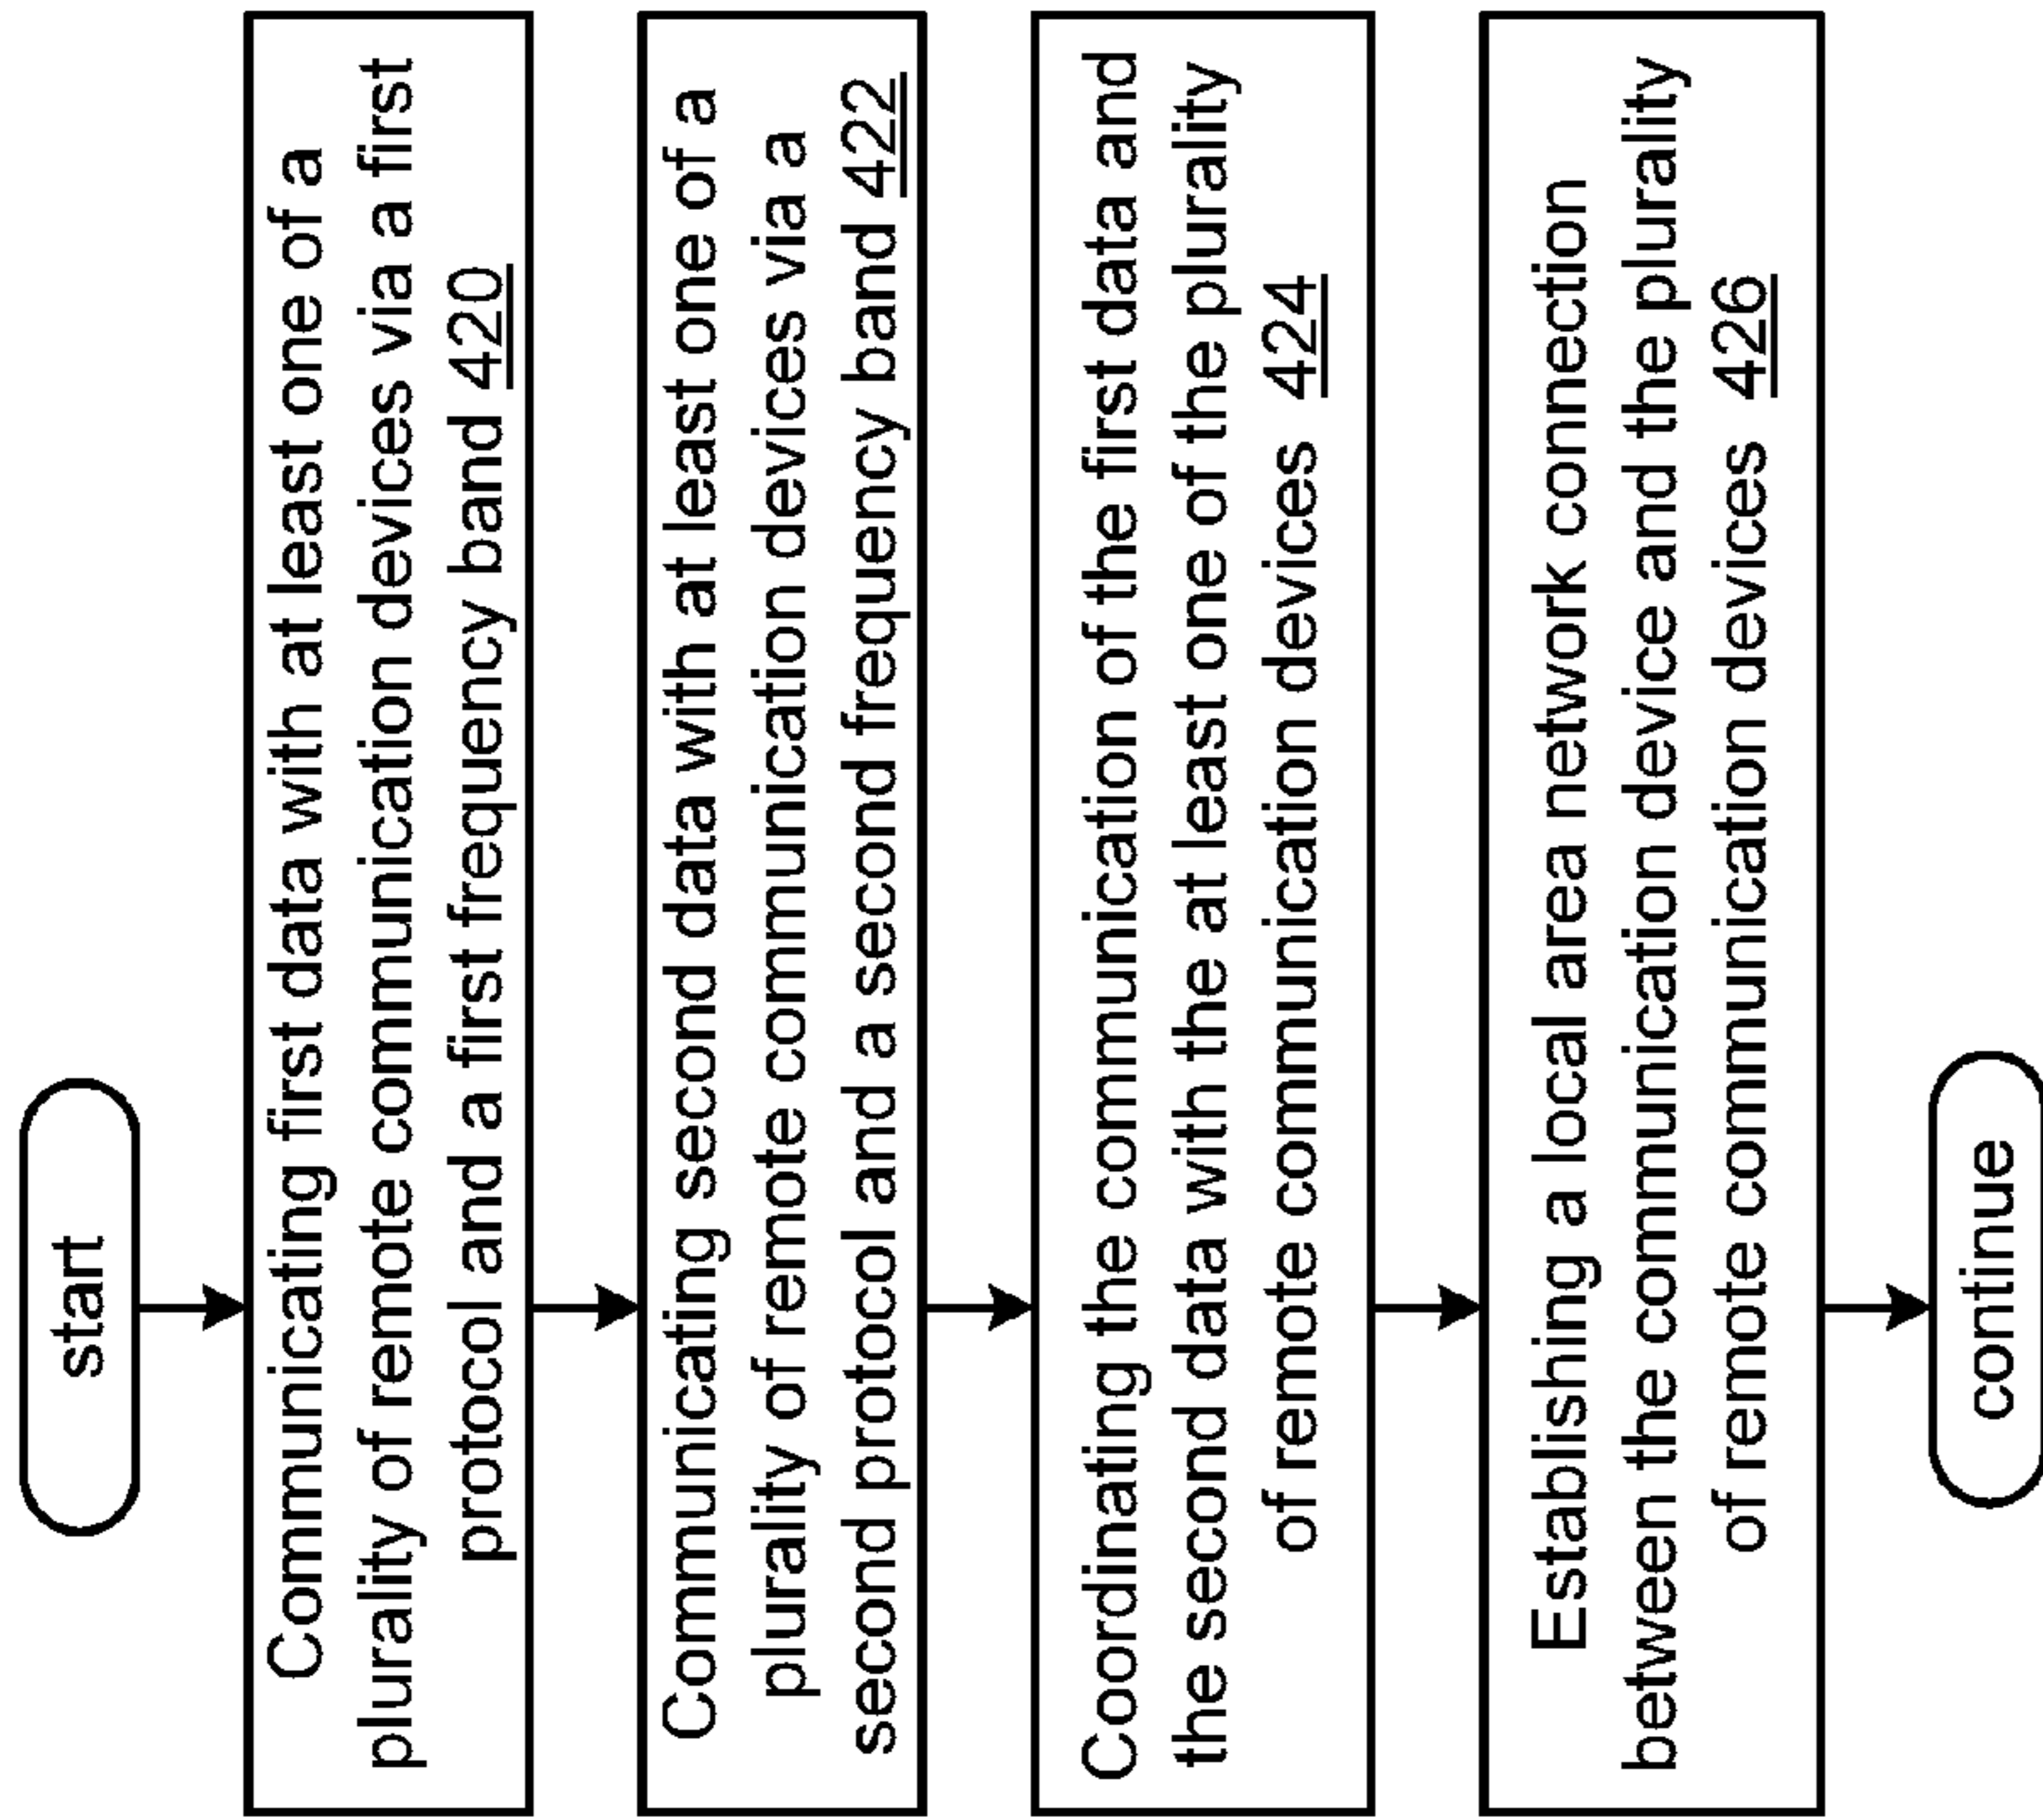 start
Communicating first data with at least one of a
plurality of remote communication devices via a first
protocol and a first frequency band 420
Communicating second data with at least one of a
plurality of remote communication devices via a
second protocol and a second frequency band 422
Coordinating the communication of the first data and
the second data with the at least one of the plurality
of remote communication devices 424
Establishing a local area network connection
between the communication device and the plurality
of remote communication devices 426
continue